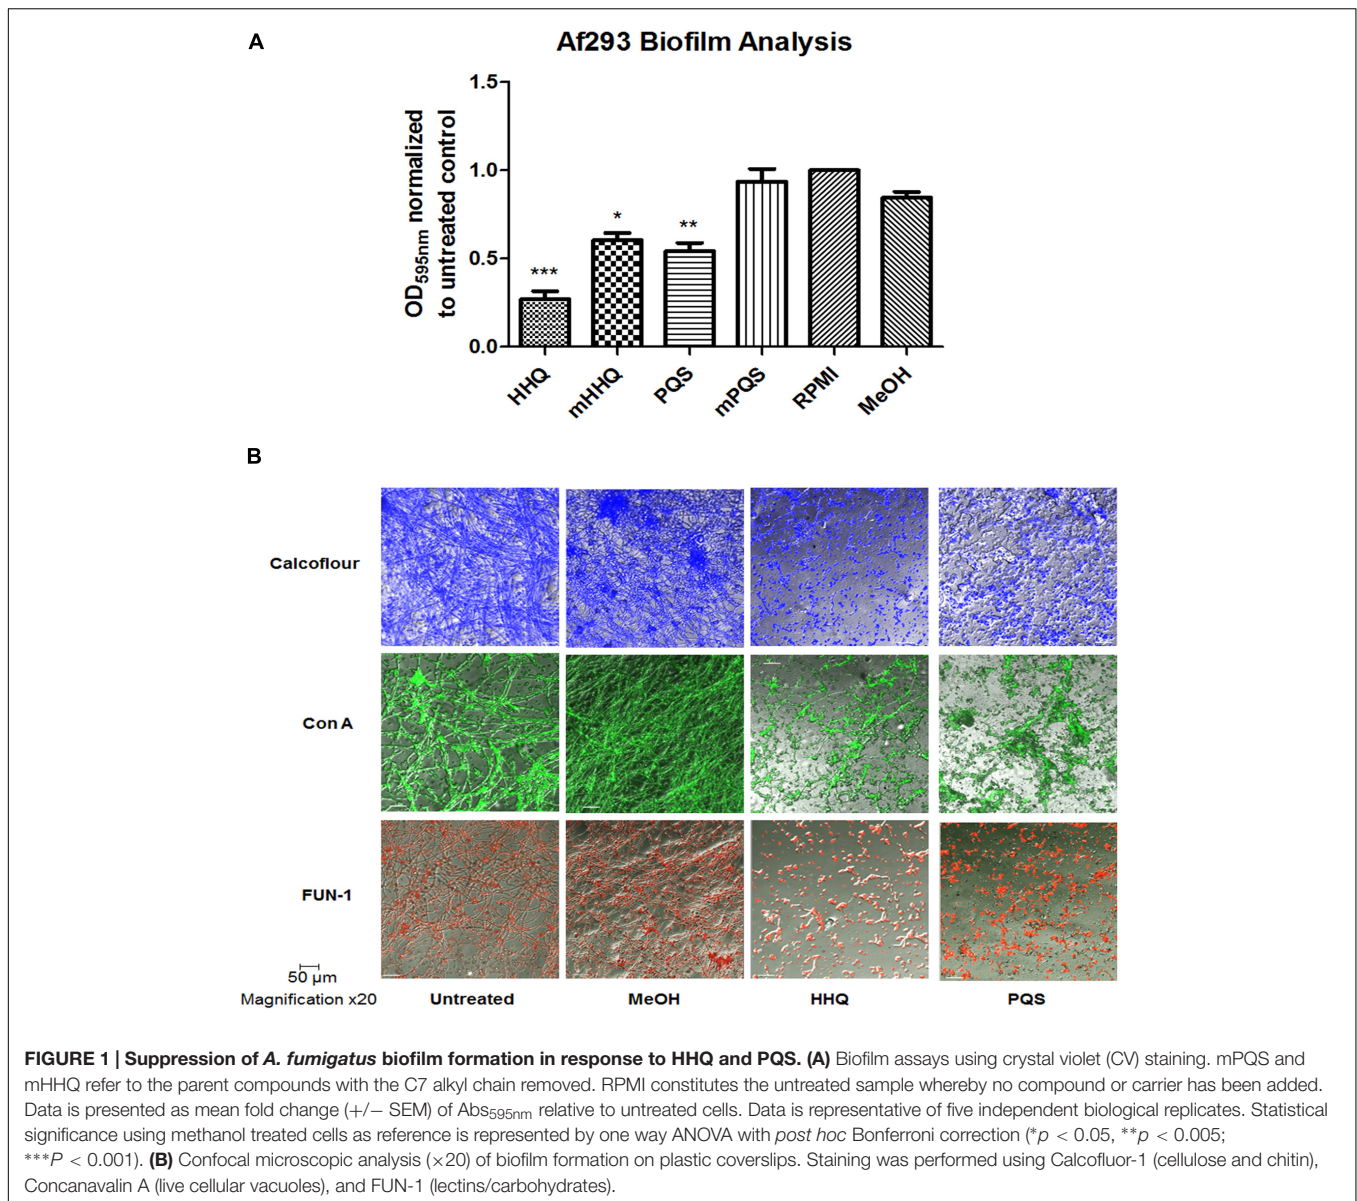 A
Af293 Biofilm Analysis
OD595nm normalized
to untreated control
1.5
1.0
0.5
0.0
***
*
**
HHQ
mHHQ
PQS
mPQS
RPMI
MeOH
B
Calcoflour
Con A
FUN-1
50 µm
Magnification x20
Untreated
MeOH
HHQ
PQS
FIGURE 1 | Suppression of A. fumigatus biofilm formation in response to HHQ and PQS. (A) Biofilm assays using crystal violet (CV) staining. mPQS and
mHHQ refer to the parent compounds with the C7 alkyl chain removed. RPMI constitutes the untreated sample whereby no compound or carrier has been added.
Data is presented as mean fold change (+/− SEM) of Abs595nm relative to untreated cells. Data is representative of five independent biological replicates. Statistical
significance using methanol treated cells as reference is represented by one way ANOVA with post hoc Bonferroni correction (*p < 0.05, **p < 0.005;
***P < 0.001). (B) Confocal microscopic analysis (×20) of biofilm formation on plastic coverslips. Staining was performed using Calcofluor-1 (cellulose and chitin),
Concanavalin A (live cellular vacuoles), and FUN-1 (lectins/carbohydrates).